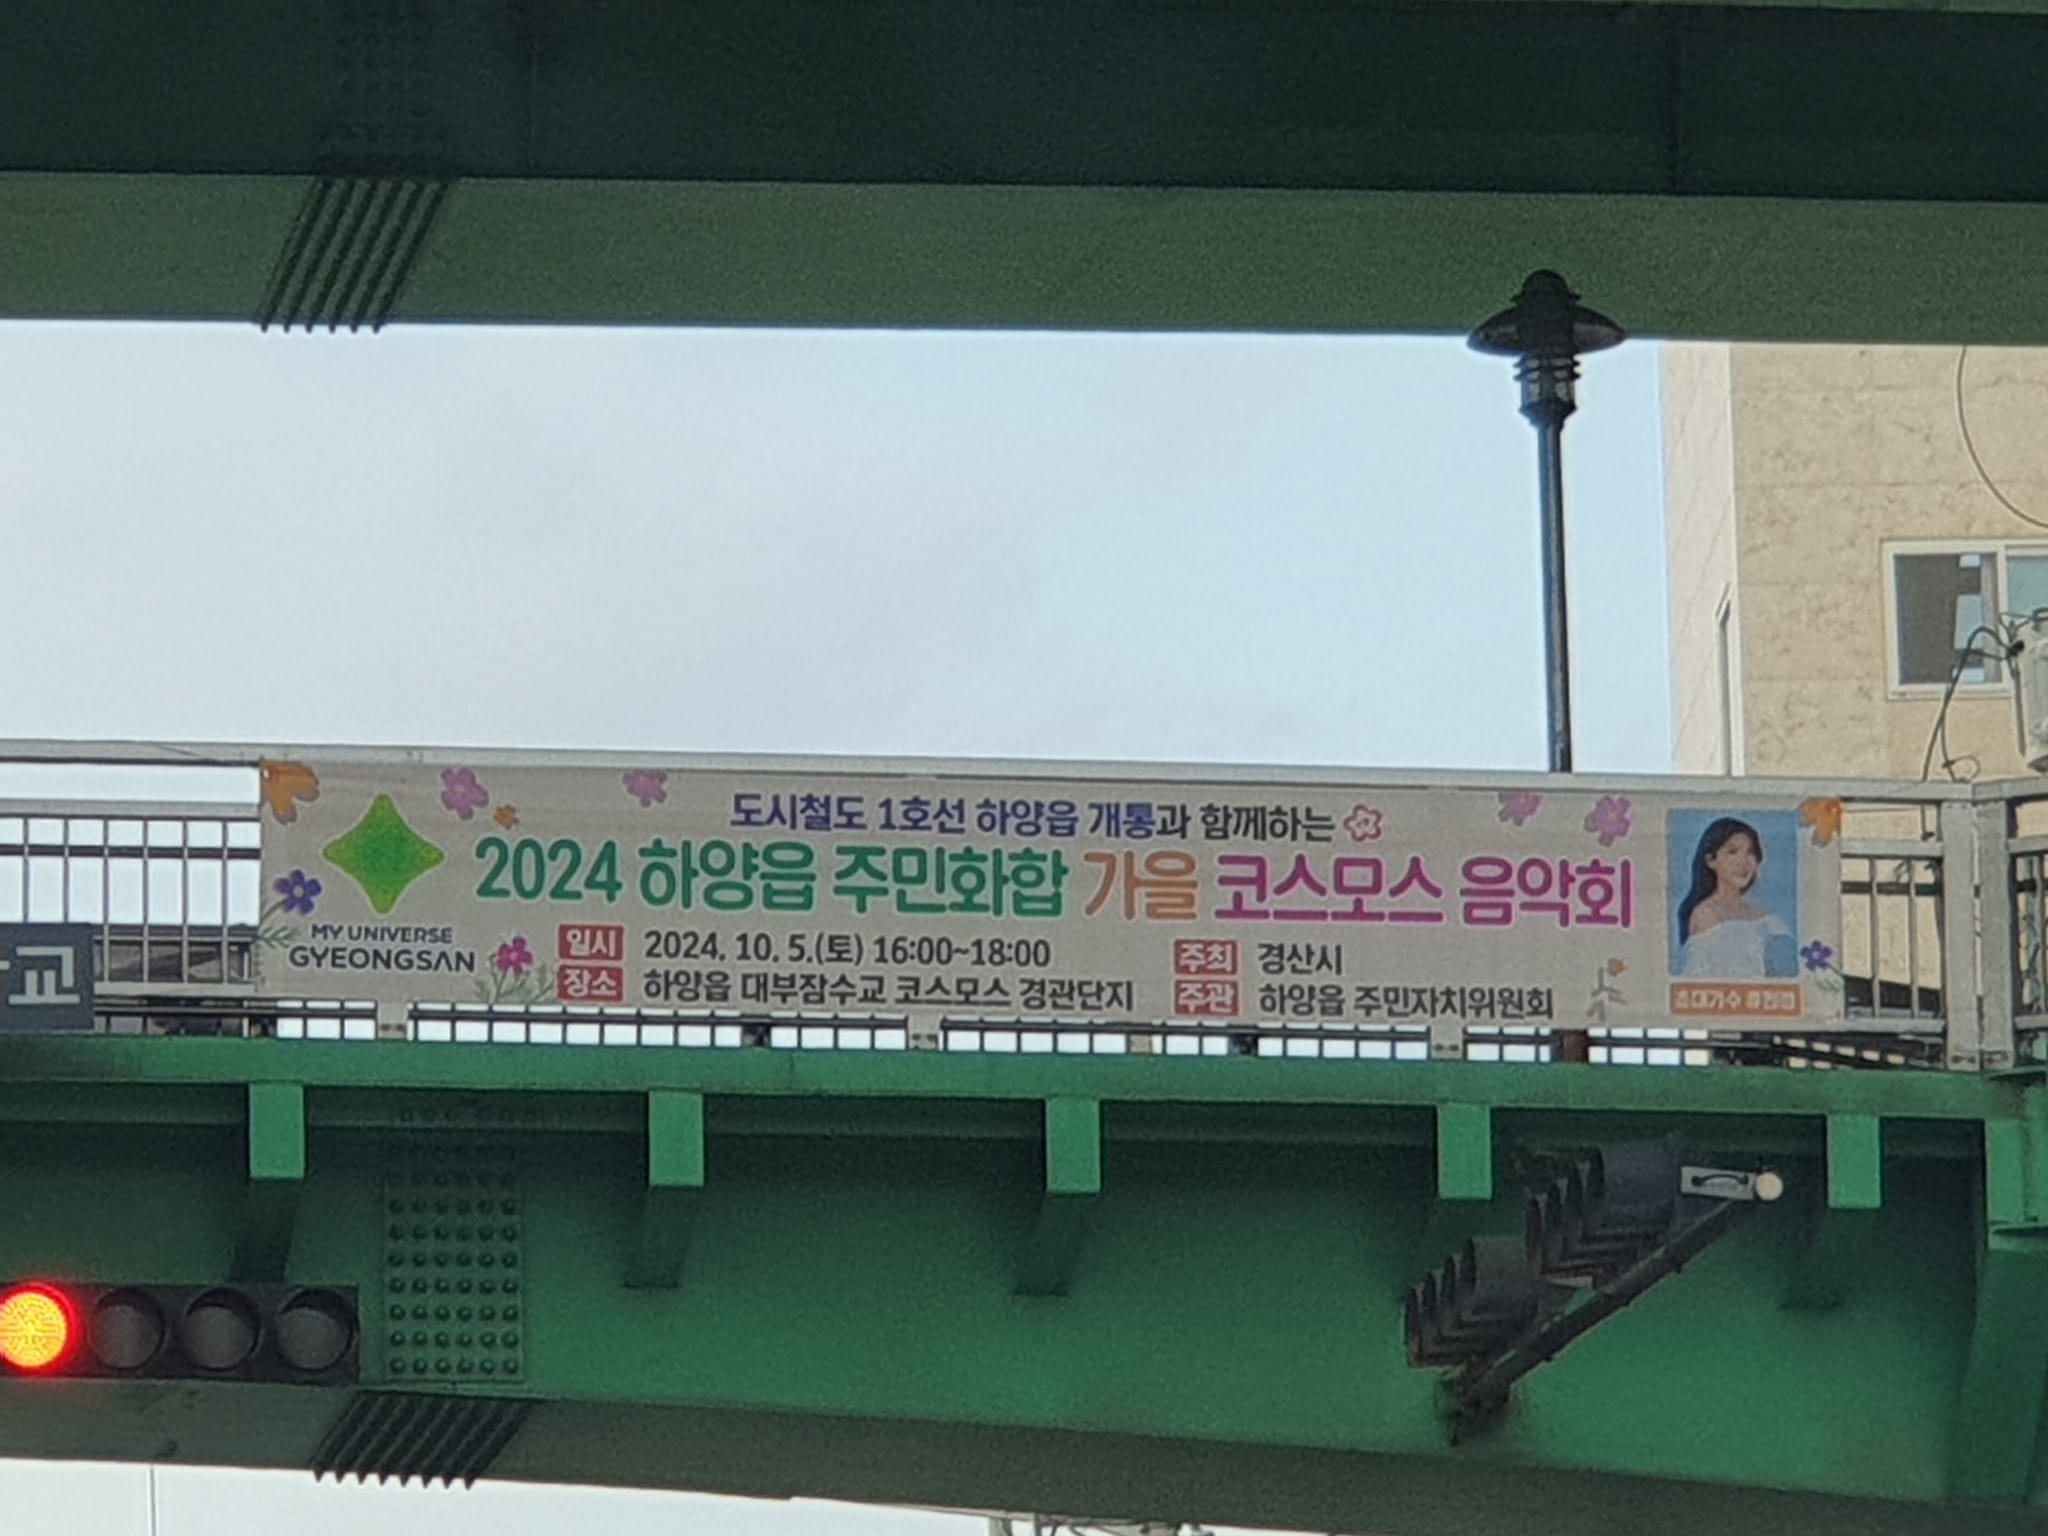 도시철도 1호선 하양읍 개통과 함께하는
2024 하양읍 주민화합 가을 코스모스 음악회
MY UNIVERSE
GYEONGSAN
일시 2024. 10. 5.(토) 16:00~18:00
장소 하양읍 대부잠수교 코스모스 경관단지
주최 경산시
주관 하양읍 주민자치위원회
초대가수
교